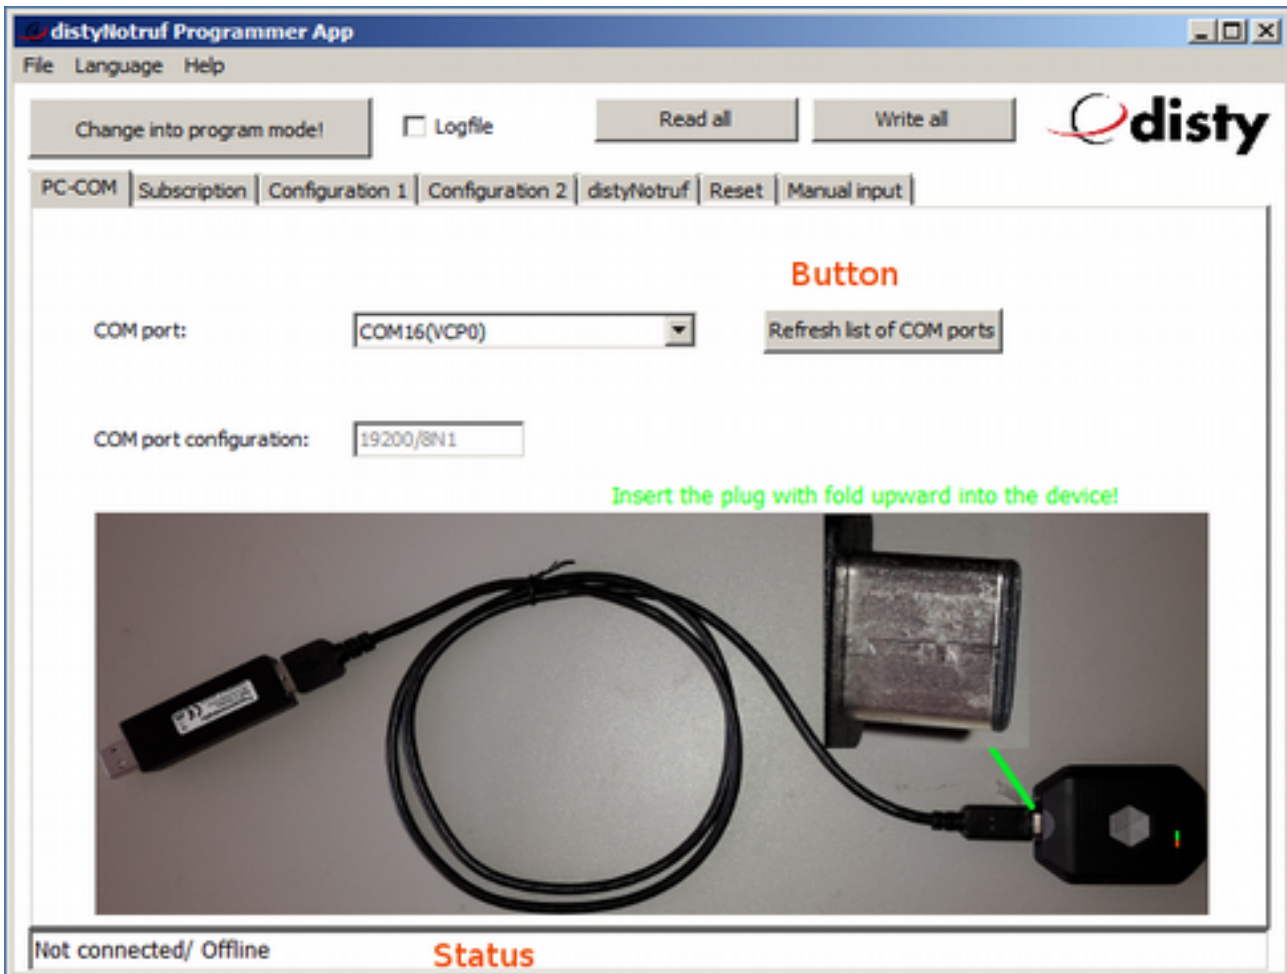 distyNotruf Programmer App
File Language Help
Change into program mode! Logfile Read all Write all disty
PC-COM Subscription Configuration 1 Configuration 2 distyNotruf Reset Manual input
Button
COM port: COM16(VCP0) Refresh list of COM ports
COM port configuration: 19200/8N1
Insert the plug with fold upward into the device!
Not connected/ Offline Status